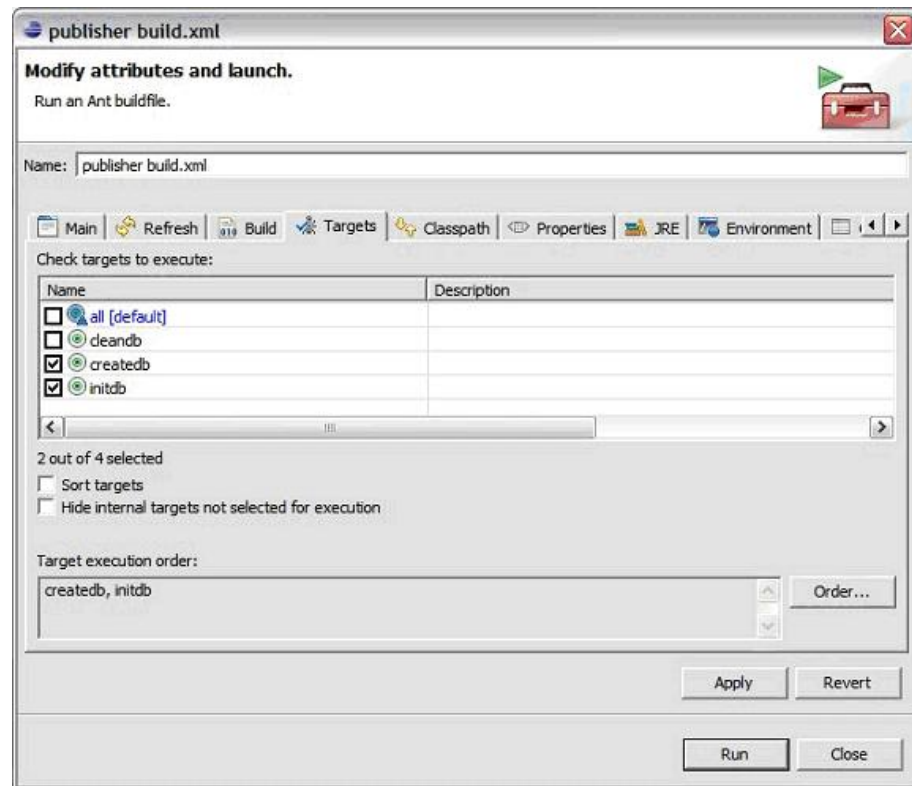 publisher build.xml
Modify attributes and launch.
Run an Ant buildfile.
Name: publisher build.xml
Main Refresh Build Targets Classpath Properties JRE Environment
Check targets to execute:
Name Description
all [default]
cleandb
createdb
initdb
2 out of 4 selected
Sort targets
Hide internal targets not selected for execution
Target execution order:
createdb, initdb
Order...
Apply Revert
Run Close